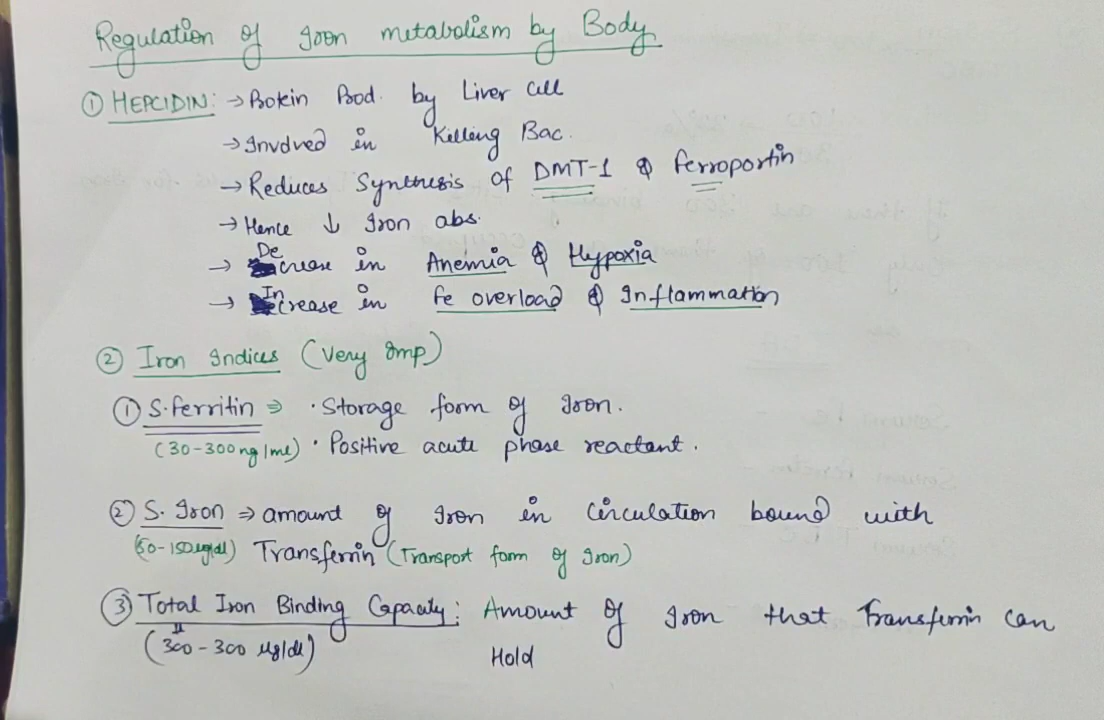 Regulation of Iron metabolism by Body
① HEPCIDIN: → Protein Prod. by Liver cell
→ Involved in Killing Bac.
→ Reduces Synthesis of DMT-1 & Ferroportin
→ Hence ↓ Iron abs.
→ Decrease in Anemia & Hypoxia
→ Increase in Fe overload & Inflammation
② Iron Indices (Very Imp)
① S. Ferritin ⇒ · Storage form of Iron.
(30-300 ng/ml) · Positive acute phase reactant.
② S. Iron ⇒ amount of Iron in Circulation bound with
(50-150 µg/dl) Transferrin (Transport form of Iron)
③ Total Iron Binding Capacity: Amount of Iron that Transferrin can
(300-300 µg/dl) Hold